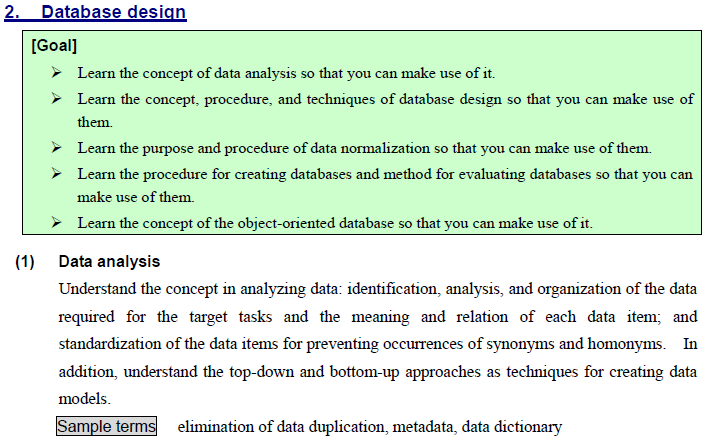 2. Database design
[Goal]
➢ Learn the concept of data analysis so that you can make use of it.
➢ Learn the concept, procedure, and techniques of database design so that you can make use of
them.
➢ Learn the purpose and procedure of data normalization so that you can make use of them.
➢ Learn the procedure for creating databases and method for evaluating databases so that you can
make use of them.
➢ Learn the concept of the object-oriented database so that you can make use of it.
(1) Data analysis
Understand the concept in analyzing data: identification, analysis, and organization of the data
required for the target tasks and the meaning and relation of each data item; and
standardization of the data items for preventing occurrences of synonyms and homonyms. In
addition, understand the top-down and bottom-up approaches as techniques for creating data
models.
Sample terms elimination of data duplication, metadata, data dictionary